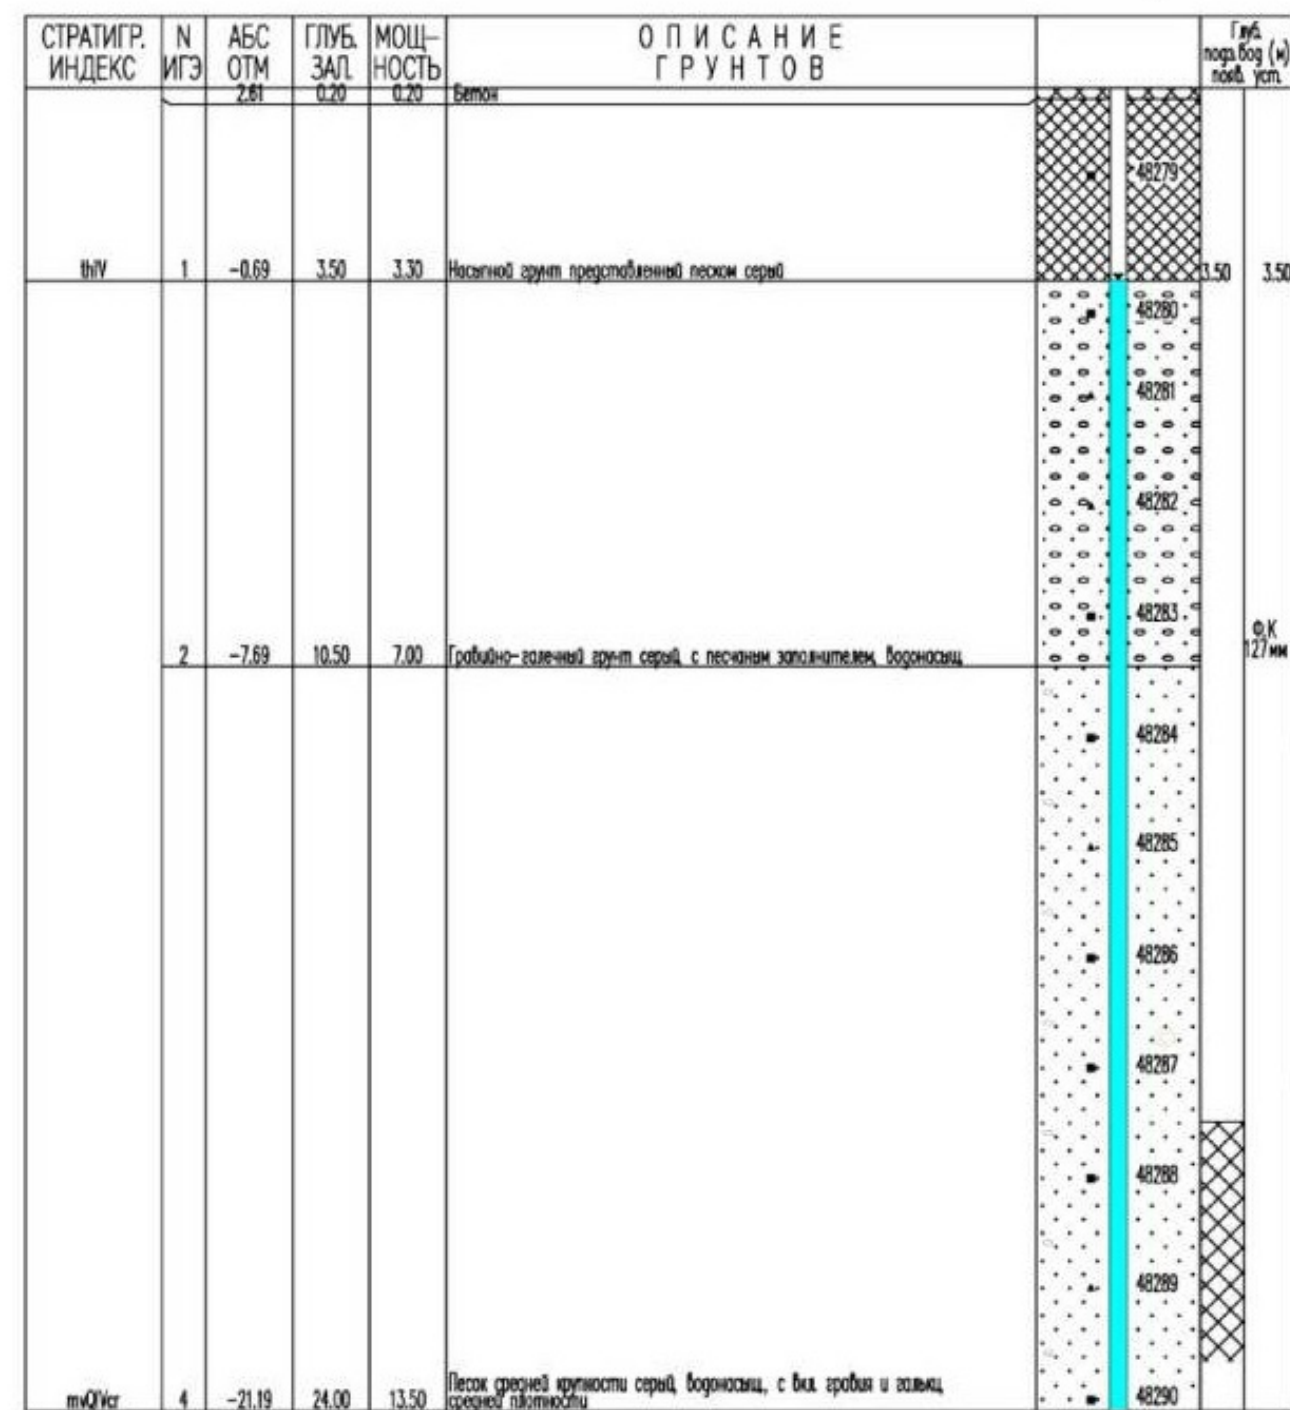 СТРАТИГР. ИНДЕКС
N ИГЭ
АБС ОТМ
ГЛУБ. ЗАЛ.
МОЩ- НОСТЬ
ОПИСАНИЕ ГРУНТОВ
Глуб. подз. вод (м) появ. уст.
2.61 0.20 0.20 Бетон
48279
thIV 1 -0.69 3.50 3.30 Насыпной грунт представленный песком серый 3.50 3.50
48280
48281
48282
48283
Ф.К
127мм
2 -7.69 10.50 7.00 Гравийно-галечный грунт серый, с песчаным заполнителем, водонасыщ.
48284
48285
48286
48287
48288
48289
Песок средней крупности серый, водонасыщ., с вкл. гравия и гальки,
mvQIVcr 4 -21.19 24.00 13.50 средней плотности 48290